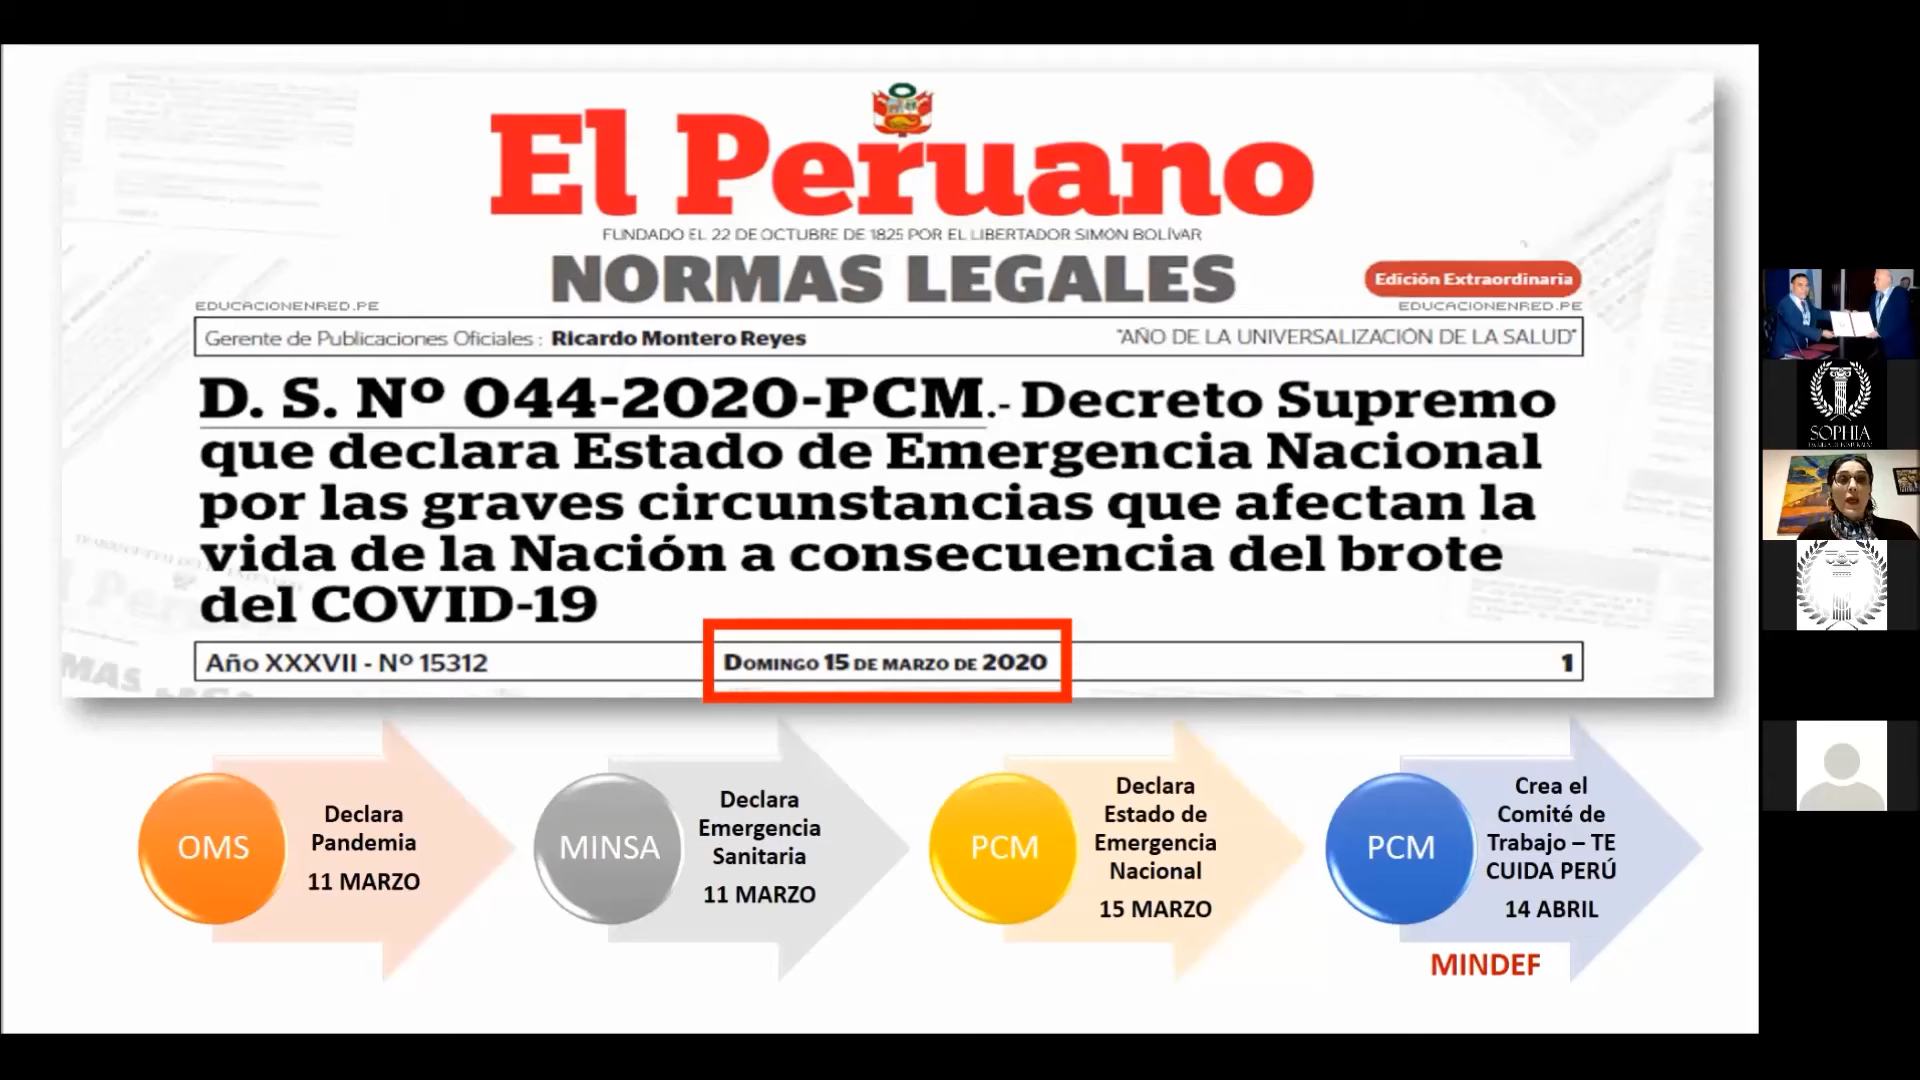 El Peruano
FUNDADO EL 22 DE OCTUBRE DE 1825 POR EL LIBERTADOR SIMÓN BOLÍVAR
NORMAS LEGALES
Edición Extraordinaria
EDUCACIONENRED.PE
EDUCACIONENRED.PE
Gerente de Publicaciones Oficiales : Ricardo Montero Reyes
"AÑO DE LA UNIVERSALIZACIÓN DE LA SALUD"
D. S. Nº 044-2020-PCM.- Decreto Supremo
que declara Estado de Emergencia Nacional
por las graves circunstancias que afectan la
vida de la Nación a consecuencia del brote
del COVID-19
Año XXXVII - Nº 15312
DOMINGO 15 DE MARZO DE 2020
1
OMS
Declara
Pandemia
11 MARZO
MINSA
Declara
Emergencia
Sanitaria
11 MARZO
PCM
Declara
Estado de
Emergencia
Nacional
15 MARZO
PCM
Crea el
Comité de
Trabajo – TE
CUIDA PERÚ
14 ABRIL
MINDEF
SOPHIA